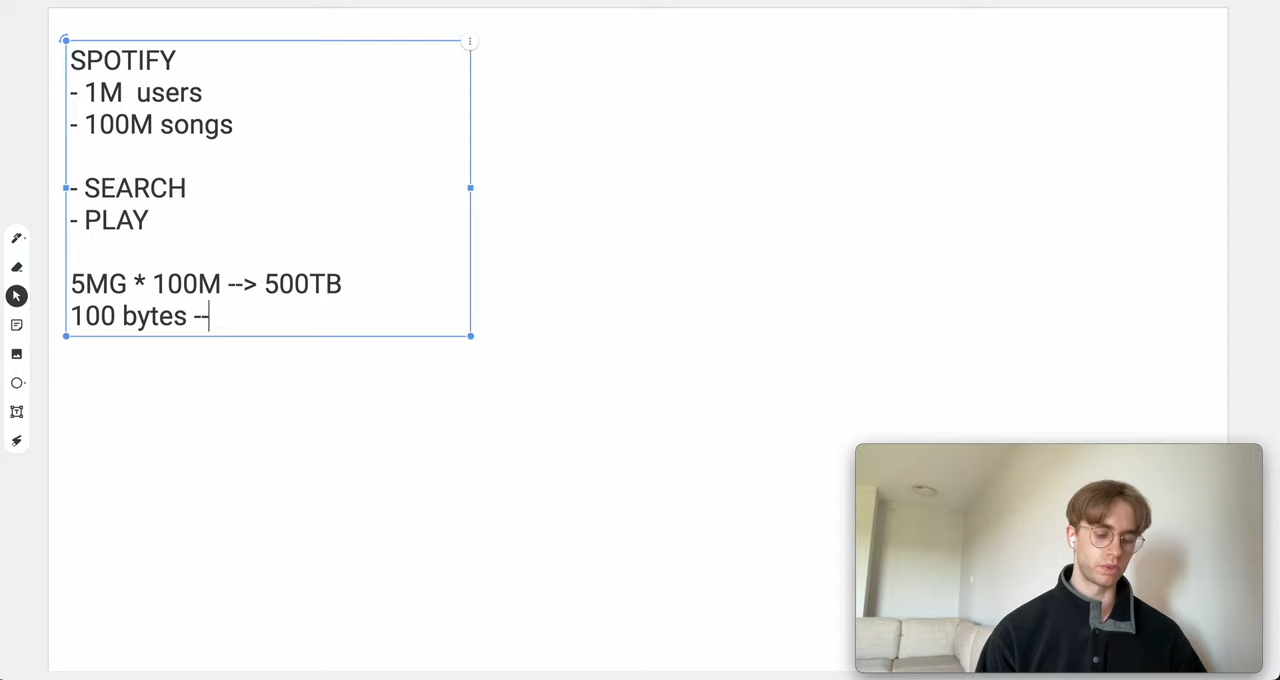 SPOTIFY
- 1M  users
- 100M songs
- SEARCH
- PLAY
5MG * 100M --> 500TB
100 bytes --